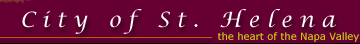 City of St. Helena
the heart of the Napa Valley